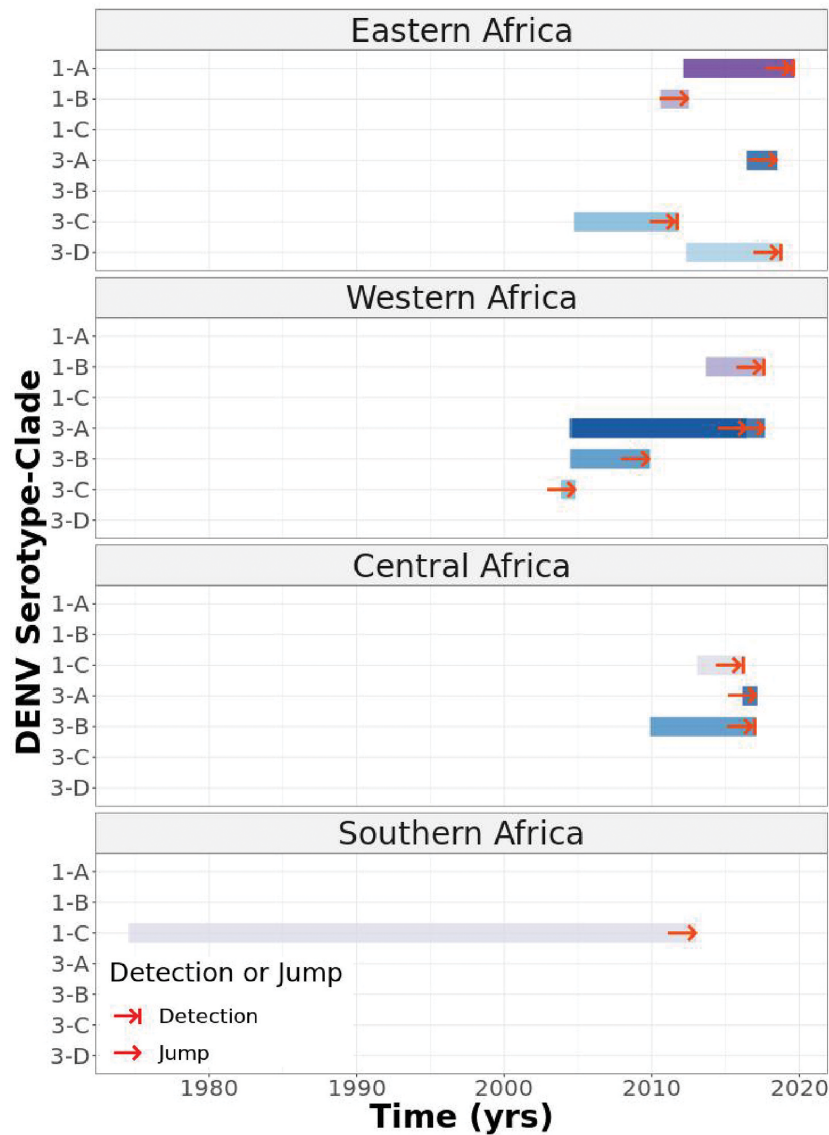 Eastern Africa
1-A
1-B
1-C
3-A
3-B
3-C
3-D
Western Africa
1-A
1-B
1-C
3-A
3-B
3-C
3-D
Central Africa
1-A
1-B
1-C
3-A
3-B
3-C
3-D
Southern Africa
1-A
1-B
1-C
3-A
3-B
3-C
3-D
DENV Serotype-Clade
Detection or Jump
Detection
Jump
1980 1990 2000 2010 2020
Time (yrs)